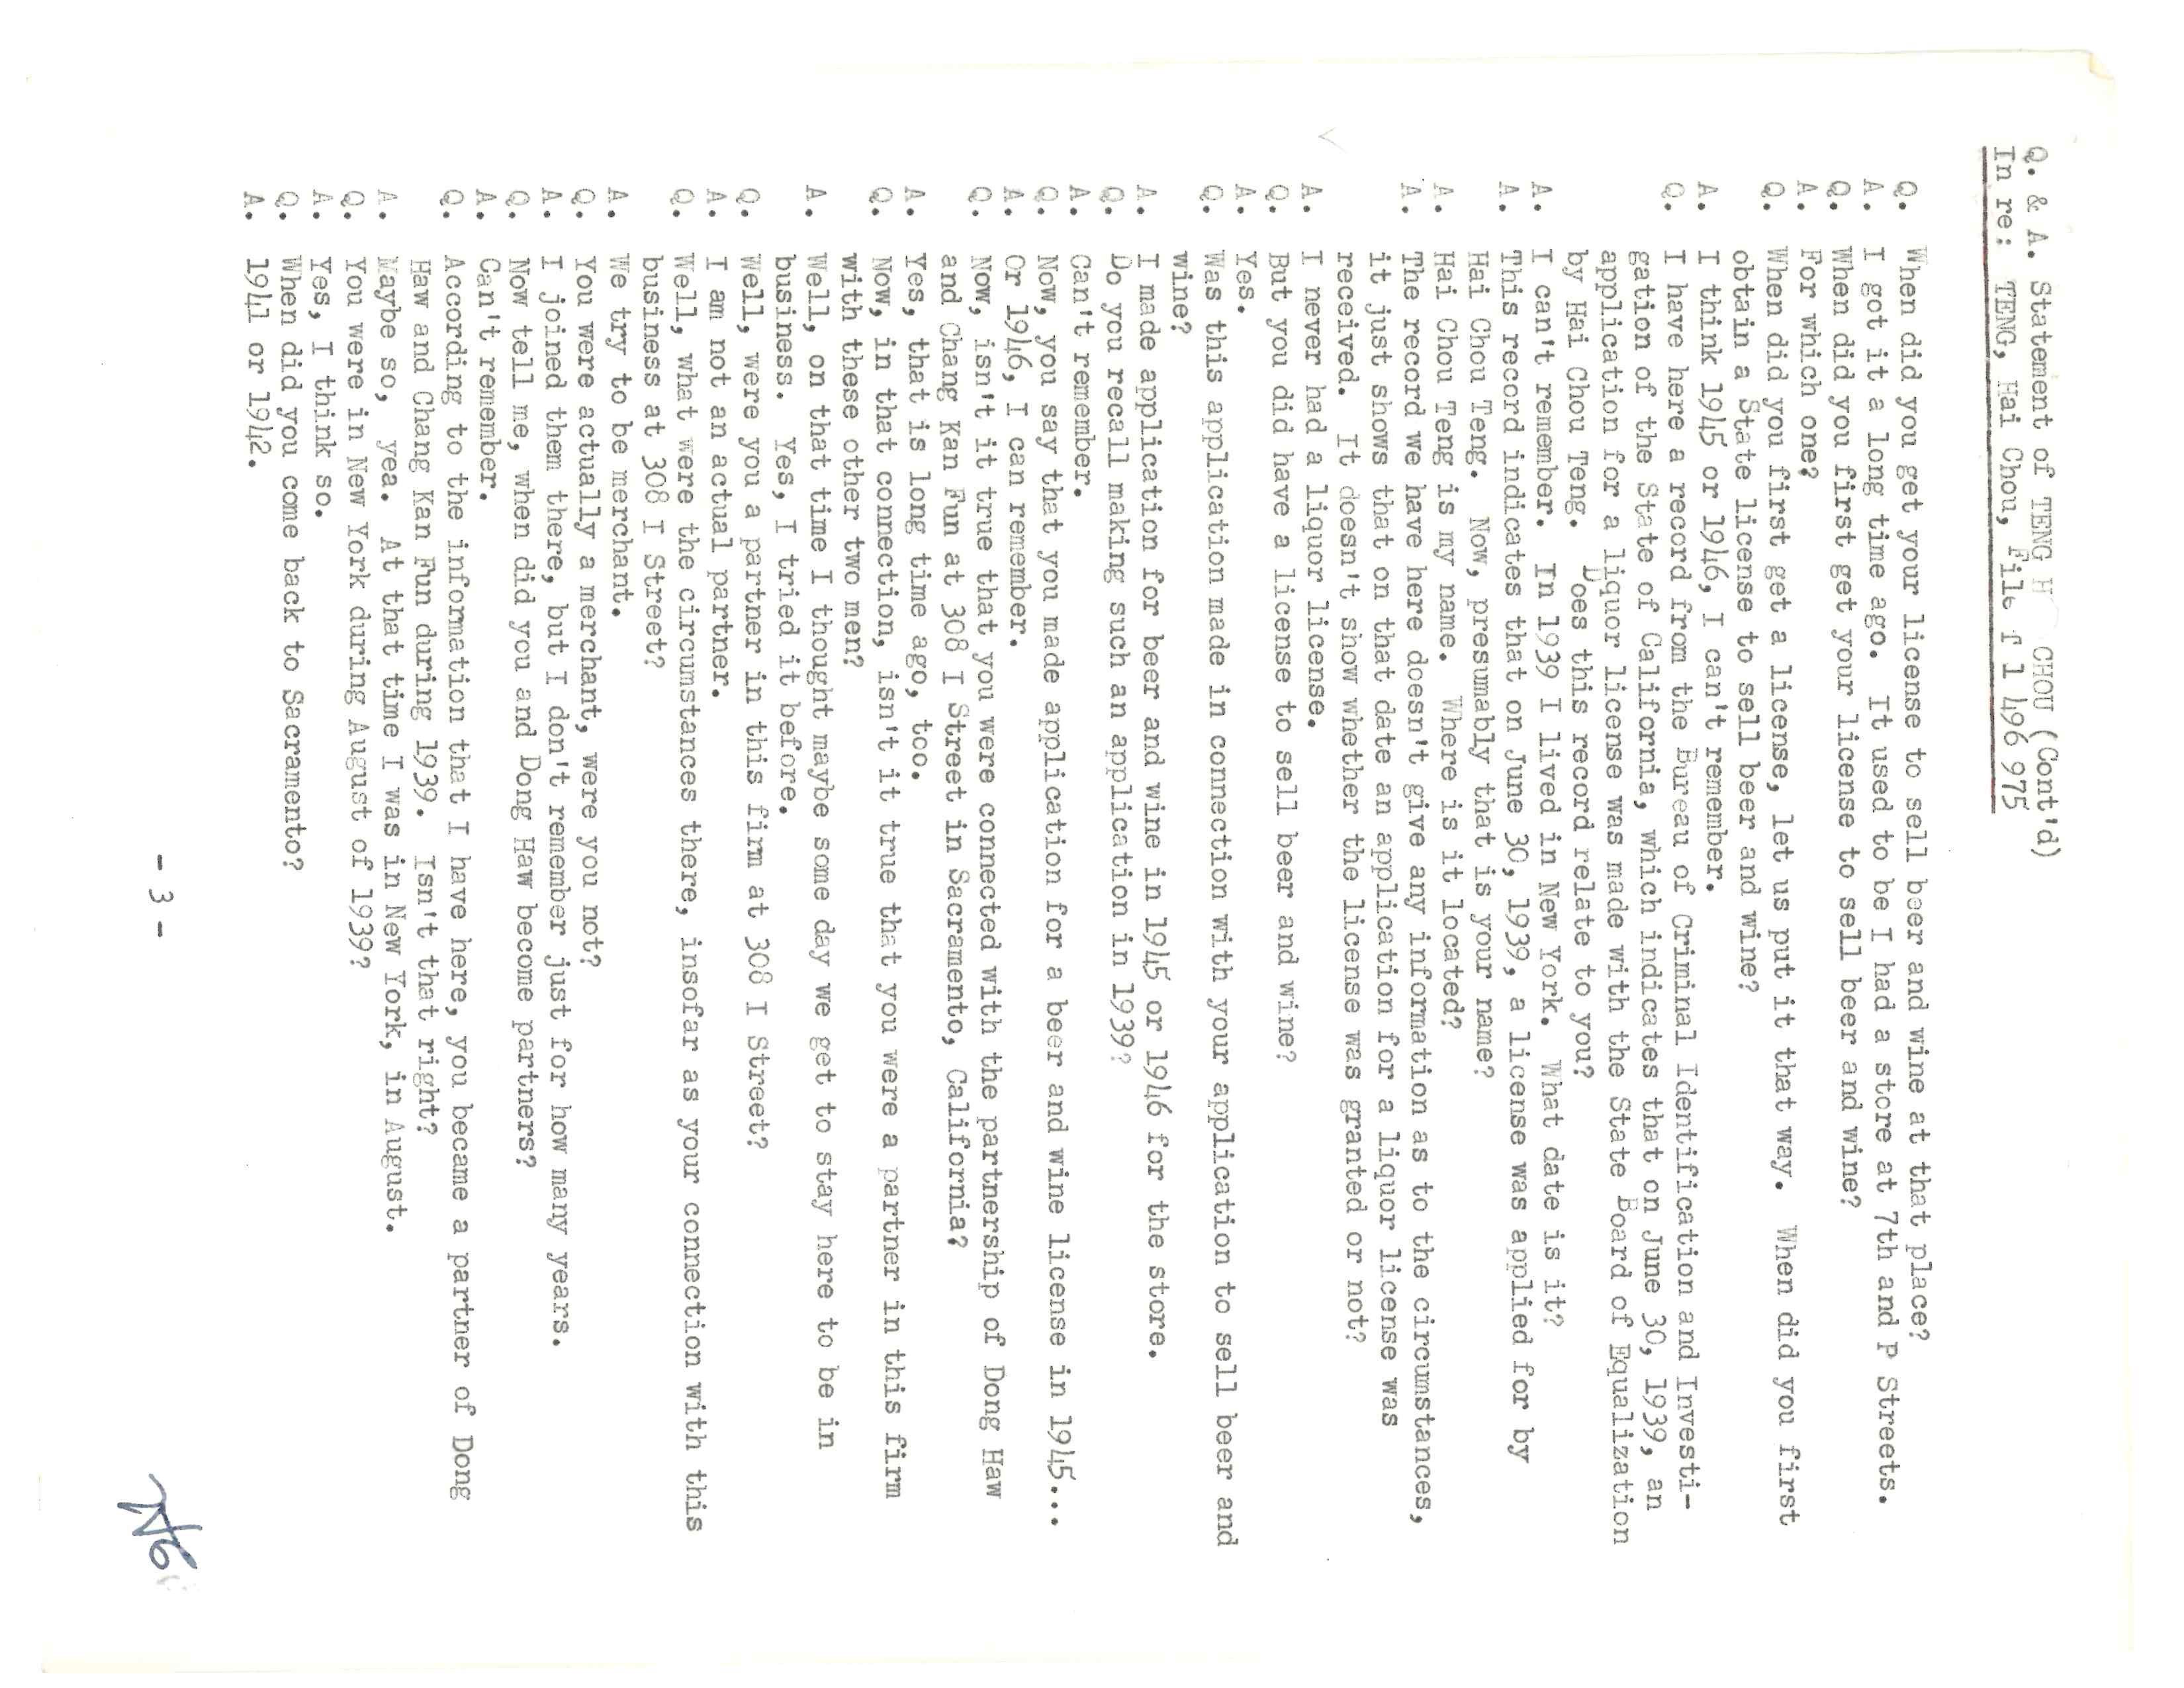 Q. & A. Statement of TENG H CHOU (Cont'd)
In re: TENG, Hai Chou, File f 1 496 975
Q. When did you get your license to sell beer and wine at that place?
A. I got it a long time ago. It used to be I had a store at 7th and P Streets.
Q. When did you first get your license to sell beer and wine?
A. For which one?
Q. When did you first get a license, let us put it that way. When did you first
obtain a State license to sell beer and wine?
A. I think 1945 or 1946, I can't remember.
Q. I have here a record from the Bureau of Criminal Identification and Investi-
gation of the State of California, which indicates that on June 30, 1939, an
application for a liquor license was made with the State Board of Equalization
by Hai Chou Teng. Does this record relate to you?
A. I can't remember. In 1939 I lived in New York. What date is it?
A. This record indicates that on June 30, 1939, a license was applied for by
Hai Chou Teng. Now, presumably that is your name?
A. Hai Chou Teng is my name. Where is it located?
A. The record we have here doesn't give any information as to the circumstances,
it just shows that on that date an application for a liquor license was
received. It doesn't show whether the license was granted or not?
A. I never had a liquor license.
Q. But you did have a license to sell beer and wine?
A. Yes.
Q. Was this application made in connection with your application to sell beer and
wine?
A. I made application for beer and wine in 1945 or 1946 for the store.
Q. Do you recall making such an application in 1939?
A. Can't remember.
Q. Now, you say that you made application for a beer and wine license in 1945...
A. Or 1946, I can remember.
Q. Now, isn't it true that you were connected with the partnership of Dong Haw
and Chang Kan Fun at 308 I Street in Sacramento, California?
A. Yes, that is long time ago, too.
Q. Now, in that connection, isn't it true that you were a partner in this firm
with these other two men?
A. Well, on that time I thought maybe some day we get to stay here to be in
business. Yes, I tried it before.
Q. Well, were you a partner in this firm at 308 I Street?
A. I am not an actual partner.
Q. Well, what were the circumstances there, insofar as your connection with this
business at 308 I Street?
A. We try to be merchant.
Q. You were actually a merchant, were you not?
A. I joined them there, but I don't remember just for how many years.
Q. Now tell me, when did you and Dong Haw become partners?
A. Can't remember.
Q. According to the information that I have here, you became a partner of Dong
Haw and Chang Kan Fun during 1939. Isn't that right?
A. Maybe so, yea. At that time I was in New York, in August.
Q. You were in New York during August of 1939?
A. Yes, I think so.
Q. When did you come back to Sacramento?
A. 1941 or 1942.
- 3 -